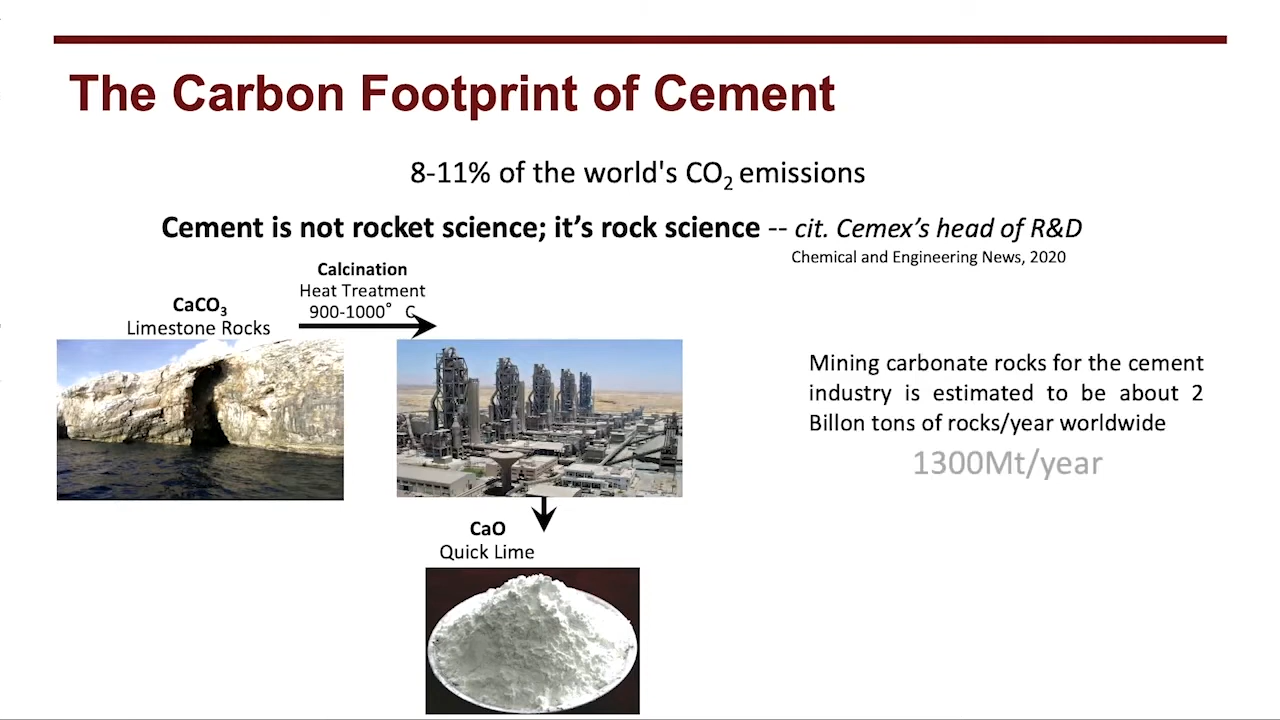 The Carbon Footprint of Cement
8-11% of the world's CO₂ emissions
Cement is not rocket science; it’s rock science -- cit. Cemex’s head of R&D
Chemical and Engineering News, 2020
Calcination
Heat Treatment
900-1000° C
CaCO₃
Limestone Rocks
Mining carbonate rocks for the cement
industry is estimated to be about 2
Billon tons of rocks/year worldwide
1300Mt/year
CaO
Quick Lime